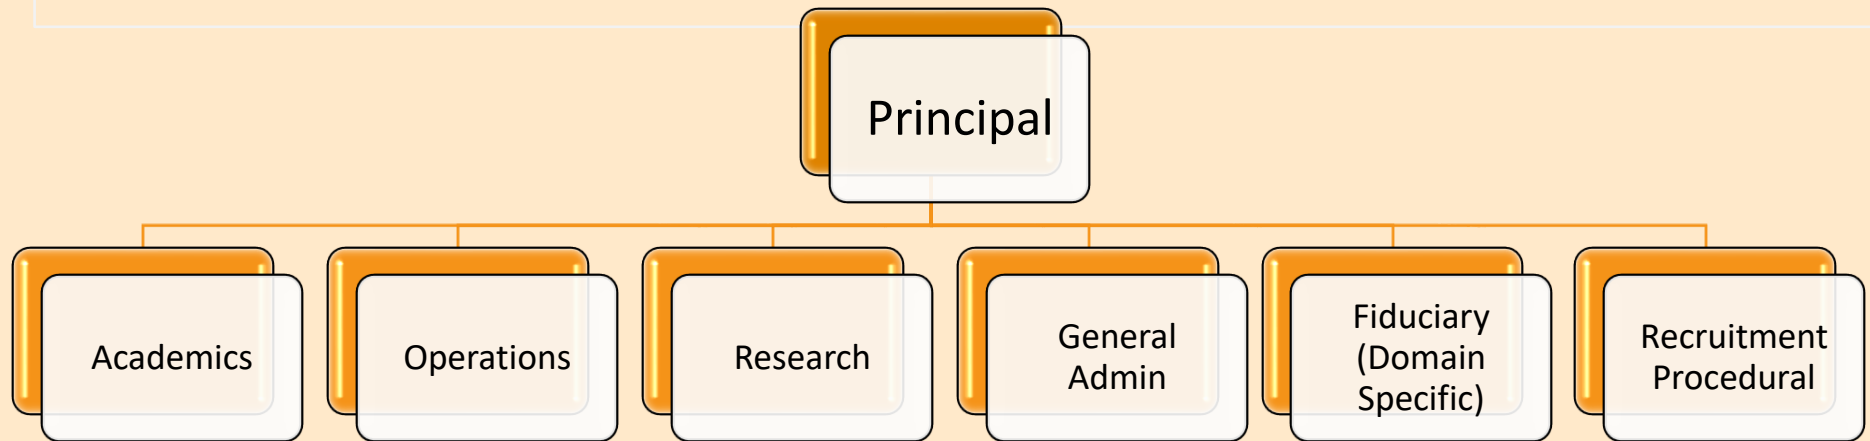 Principal
Academics
Operations
Research
General
Admin
Fiduciary
(Domain
Specific)
Recruitment
Procedural